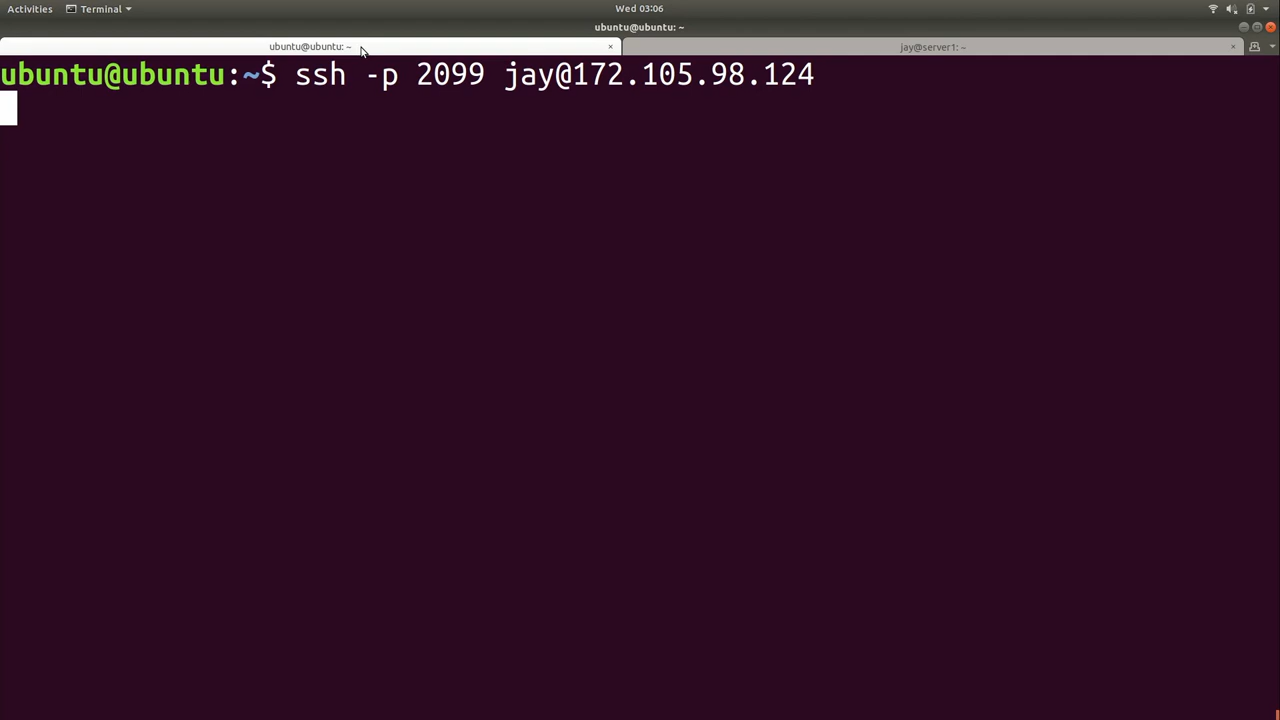 Activities Terminal Wed 03:06
ubuntu@ubuntu: ~
ubuntu@ubuntu: ~ × jay@server1: ~ ×
ubuntu@ubuntu:~$ ssh -p 2099 jay@172.105.98.124